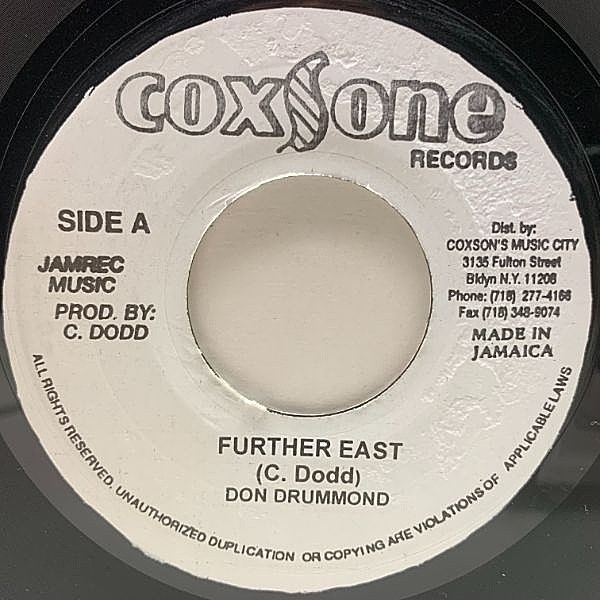 coxsone
RECORDS
SIDE A
JAMREC
MUSIC
PROD. BY:
C. DODD
Dist. by:
COXSON'S MUSIC CITY
3135 Fulton Street
Bklyn N.Y. 11208
Phone: (718) 277-4166
Fax (718) 348-9074
MADE IN
JAMAICA
FURTHER EAST
(C. Dodd)
DON DRUMMOND
ALL RIGHTS RESERVED. UNAUTHORIZED DUPLICATION OR COPYING ARE VIOLATIONS OF APPLICABLE LAWS